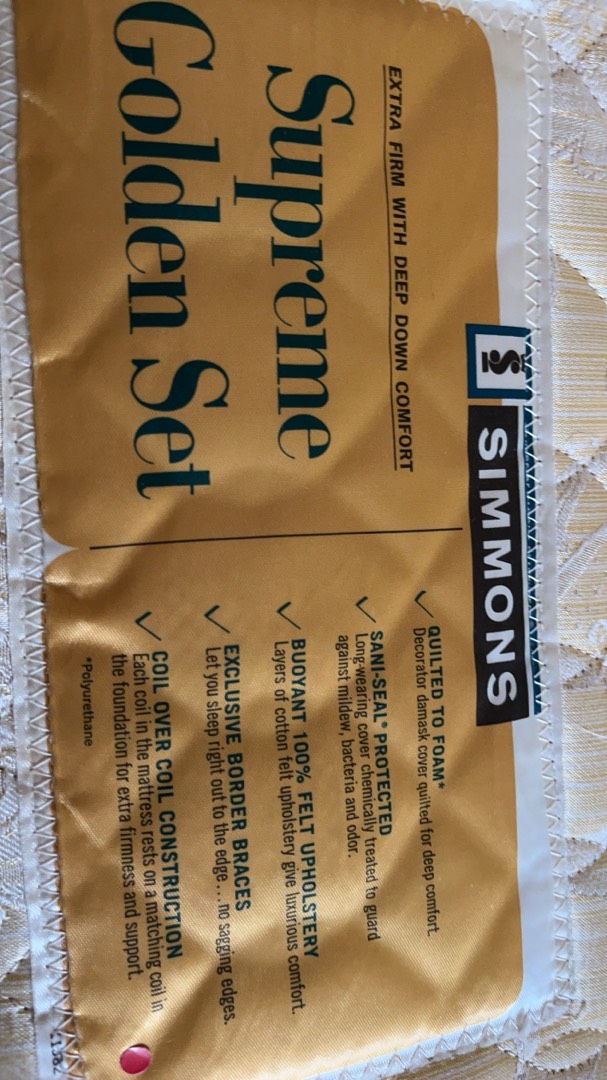 SIMMONS
EXTRA FIRM WITH DEEP DOWN COMFORT
Supreme
Golden Set
✓ QUILTED TO FOAM*
Decorator damask cover quilted for deep comfort.
✓ SANI-SEAL® PROTECTED
Long-wearing cover chemically treated to guard
against mildew, bacteria and odor.
✓ BUOYANT 100% FELT UPHOLSTERY
Layers of cotton felt upholstery give luxurious comfort.
✓ EXCLUSIVE BORDER BRACES
Let you sleep right out to the edge...no sagging edges.
✓ COIL OVER COIL CONSTRUCTION
Each coil in the mattress rests on a matching coil in
the foundation for extra firmness and support.
*Polyurethane